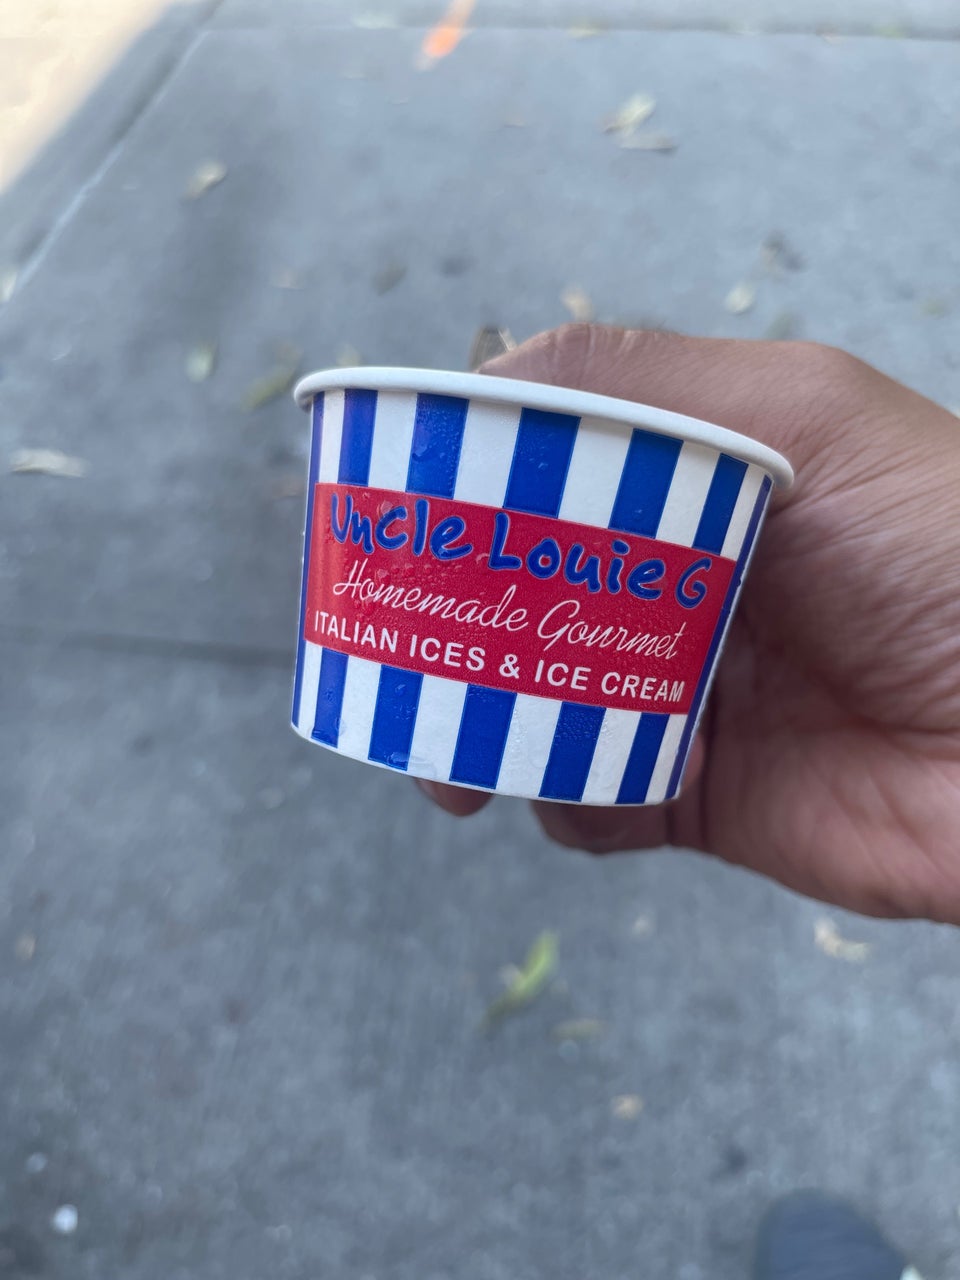 Uncle Louie G
Homemade Gourmet
ITALIAN ICES & ICE CREAM